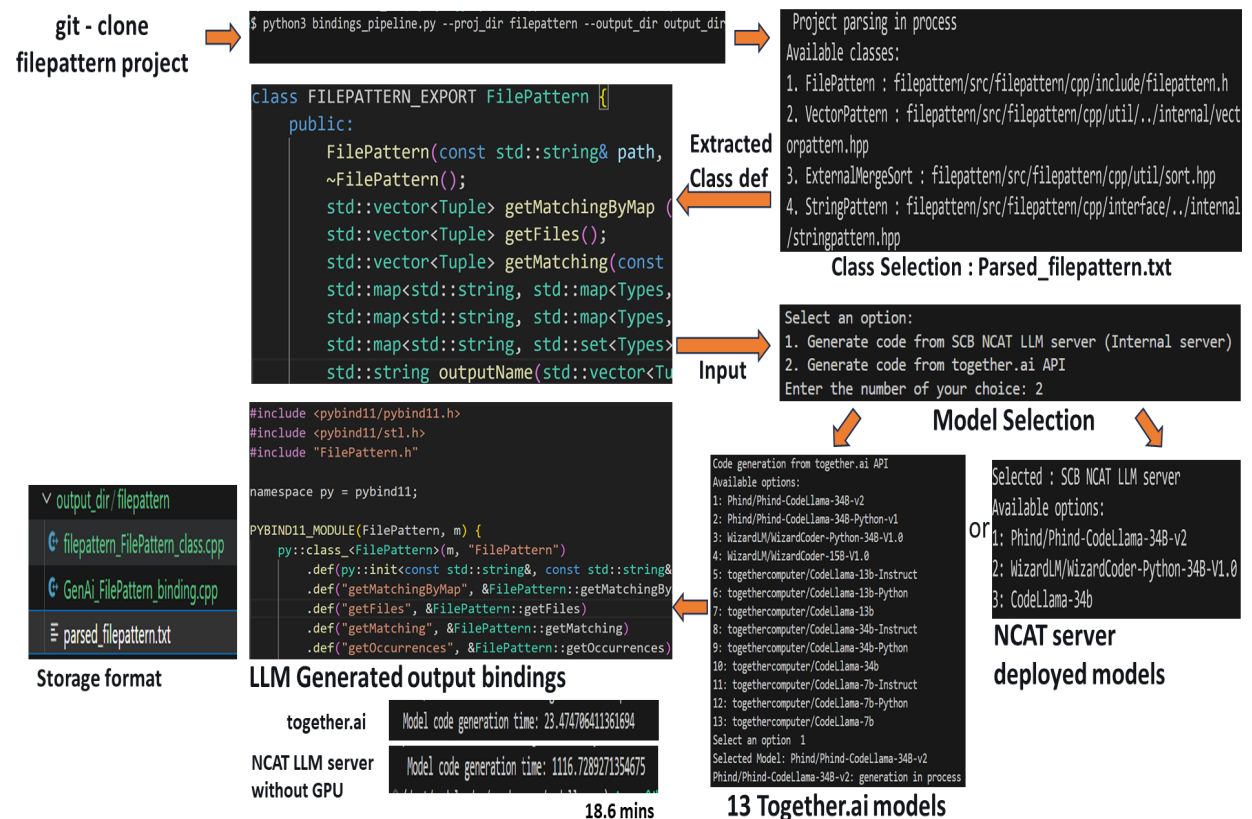 git - clone
filepattern project
$ python3 bindings_pipeline.py --proj_dir filepattern --output_dir output_dir
Project parsing in process
Available classes:
1. FilePattern : filepattern/src/filepattern/cpp/include/filepattern.h
2. VectorPattern : filepattern/src/filepattern/cpp/util/../internal/vect
orpattern.hpp
3. ExternalMergeSort : filepattern/src/filepattern/cpp/util/sort.hpp
4. StringPattern : filepattern/src/filepattern/cpp/interface/../internal
/stringpattern.hpp
Class Selection : Parsed_filepattern.txt
Extracted
Class def
class FILEPATTERN_EXPORT FilePattern {
public:
FilePattern(const std::string& path,
~FilePattern();
std::vector<Tuple> getMatchingByMap (
std::vector<Tuple> getFiles();
std::vector<Tuple> getMatching(const
std::map<std::string, std::map<Types,
std::map<std::string, std::map<Types,
std::map<std::string, std::set<Types>
std::string outputName(std::vector<Tu
Input
Select an option:
1. Generate code from SCB NCAT LLM server (Internal server)
2. Generate code from together.ai API
Enter the number of your choice: 2
Model Selection
Code generation from together.ai API
Available options:
1: Phind/Phind-CodeLlama-34B-v2
2: Phind/Phind-CodeLlama-34B-Python-v1
3: WizardLM/WizardCoder-Python-34B-V1.0
4: WizardLM/WizardCoder-15B-V1.0
5: togethercomputer/CodeLlama-13b-Instruct
6: togethercomputer/CodeLlama-13b-Python
7: togethercomputer/CodeLlama-13b
8: togethercomputer/CodeLlama-34b-Instruct
9: togethercomputer/CodeLlama-34b-Python
10: togethercomputer/CodeLlama-34b
11: togethercomputer/CodeLlama-7b-Instruct
12: togethercomputer/CodeLlama-7b-Python
13: togethercomputer/CodeLlama-7b
Select an option 1
Selected Model: Phind/Phind-CodeLlama-34B-v2
Phind/Phind-CodeLlama-34B-v2: generation in process
13 Together.ai models
or
Selected : SCB NCAT LLM server
Available options:
1: Phind/Phind-CodeLlama-34B-v2
2: WizardLM/WizardCoder-Python-34B-V1.0
3: CodeLlama-34b
NCAT server
deployed models
#include <pybind11/pybind11.h>
#include <pybind11/stl.h>
#include "FilePattern.h"
namespace py = pybind11;
PYBIND11_MODULE(FilePattern, m) {
py::class_<FilePattern>(m, "FilePattern")
.def(py::init<const std::string&, const std::string&
.def("getMatchingByMap", &FilePattern::getMatchingBy
.def("getFiles", &FilePattern::getFiles)
.def("getMatching", &FilePattern::getMatching)
.def("getOccurrences", &FilePattern::getOccurrences)
LLM Generated output bindings
output_dir/filepattern
filepattern_FilePattern_class.cpp
GenAi_FilePattern_binding.cpp
parsed_filepattern.txt
Storage format
together.ai
Model code generation time: 23.474706411361694
NCAT LLM server
without GPU
Model code generation time: 1116.7289271354675
18.6 mins